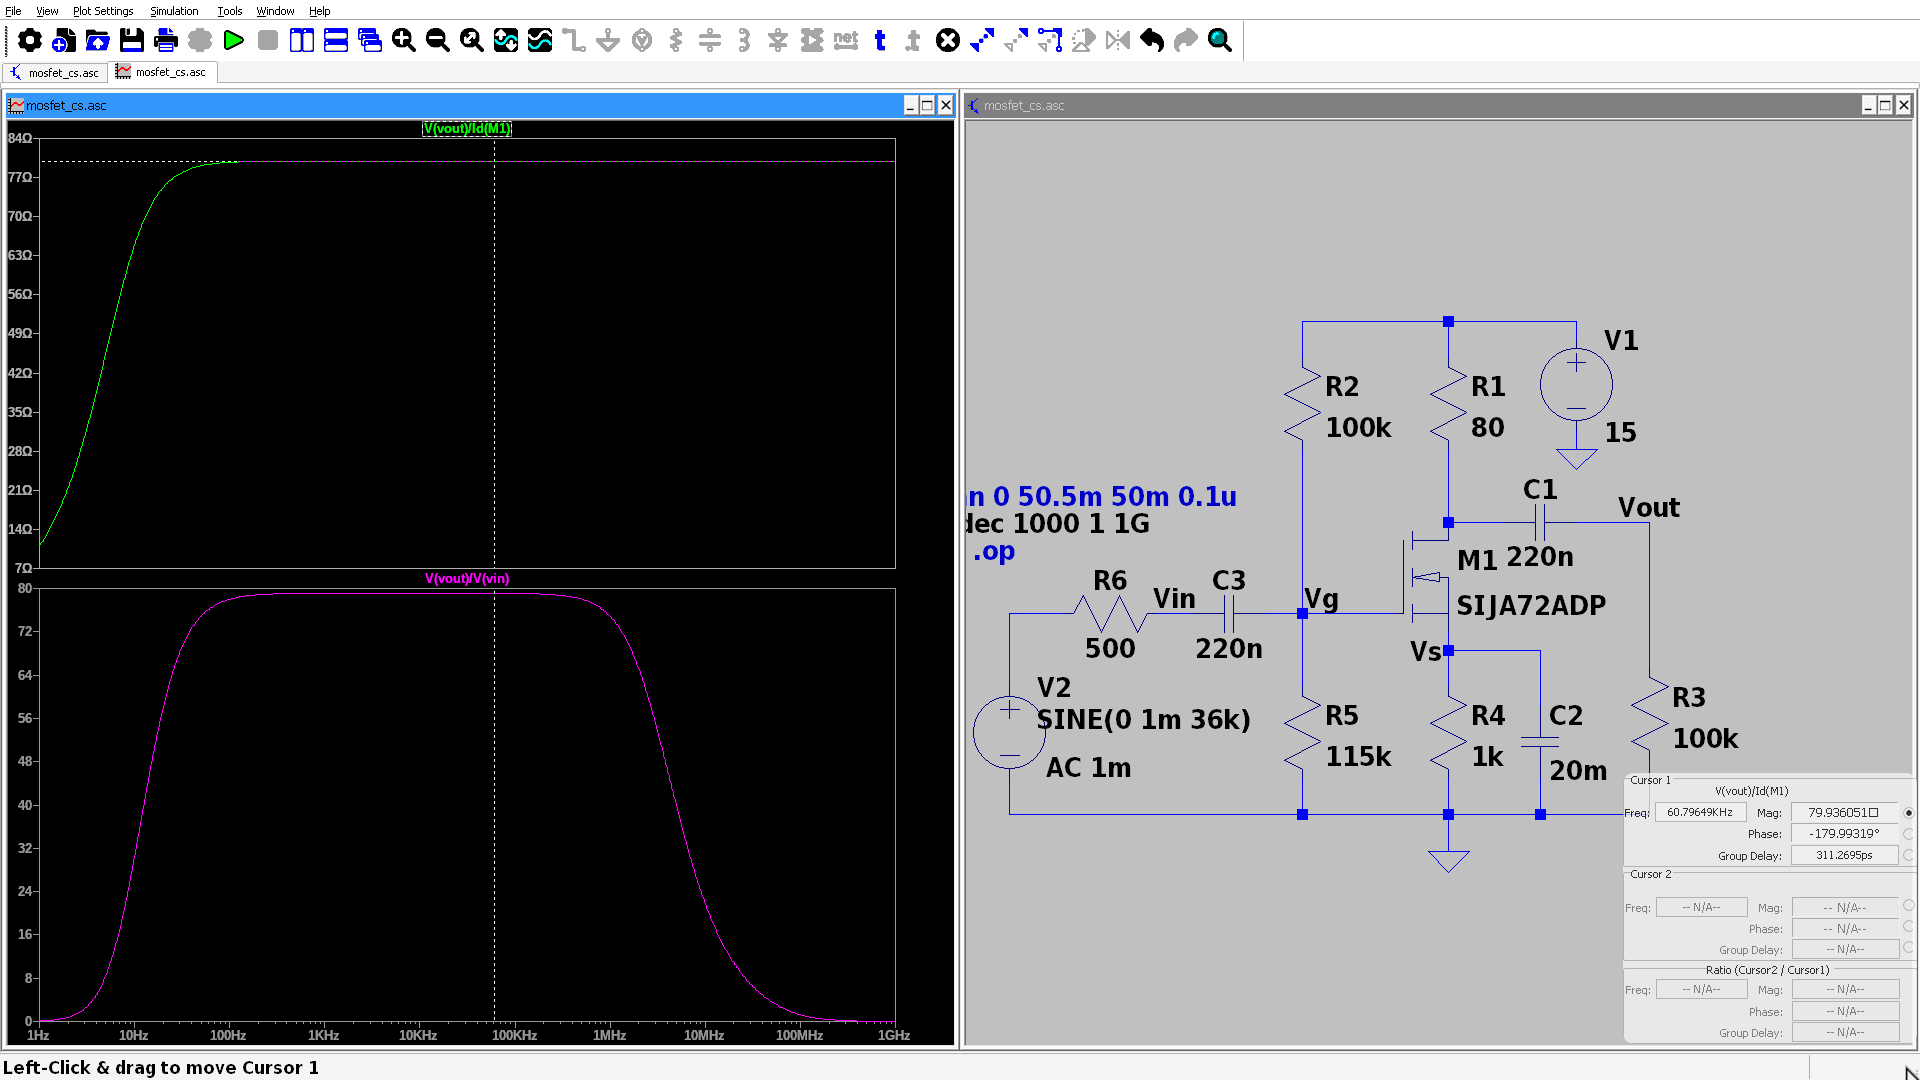 File View Plot Settings Simulation Tools Window Help
net t t
mosfet_cs.asc mosfet_cs.asc
mosfet_cs.asc
V(vout)/Id(M1)
84Ω
77Ω
70Ω
63Ω
56Ω
49Ω
42Ω
35Ω
28Ω
21Ω
14Ω
7Ω
V(vout)/V(vin)
80
72
64
56
48
40
32
24
16
8
0
1Hz 10Hz 100Hz 1KHz 10KHz 100KHz 1MHz 10MHz 100MHz 1GHz
mosfet_cs.asc
V1
15
R2
100k
R1
80
C1
220n
Vout
n 0 50.5m 50m 0.1u
dec 1000 1 1G
.op
M1
SIJA72ADP
R6
500
Vin
C3
220n
Vg
Vs
V2
SINE(0 1m 36k)
AC 1m
R5
115k
R4
1k
C2
20m
R3
100k
Cursor 1
V(vout)/Id(M1)
Freq: 60.79649KHz Mag: 79.936051□
Phase: -179.99319°
Group Delay: 311.2695ps
Cursor 2
Freq: -- N/A-- Mag: -- N/A--
Phase: -- N/A--
Group Delay: -- N/A--
Ratio (Cursor2 / Cursor1)
Freq: -- N/A-- Mag: -- N/A--
Phase: -- N/A--
Group Delay: -- N/A--
Left-Click & drag to move Cursor 1